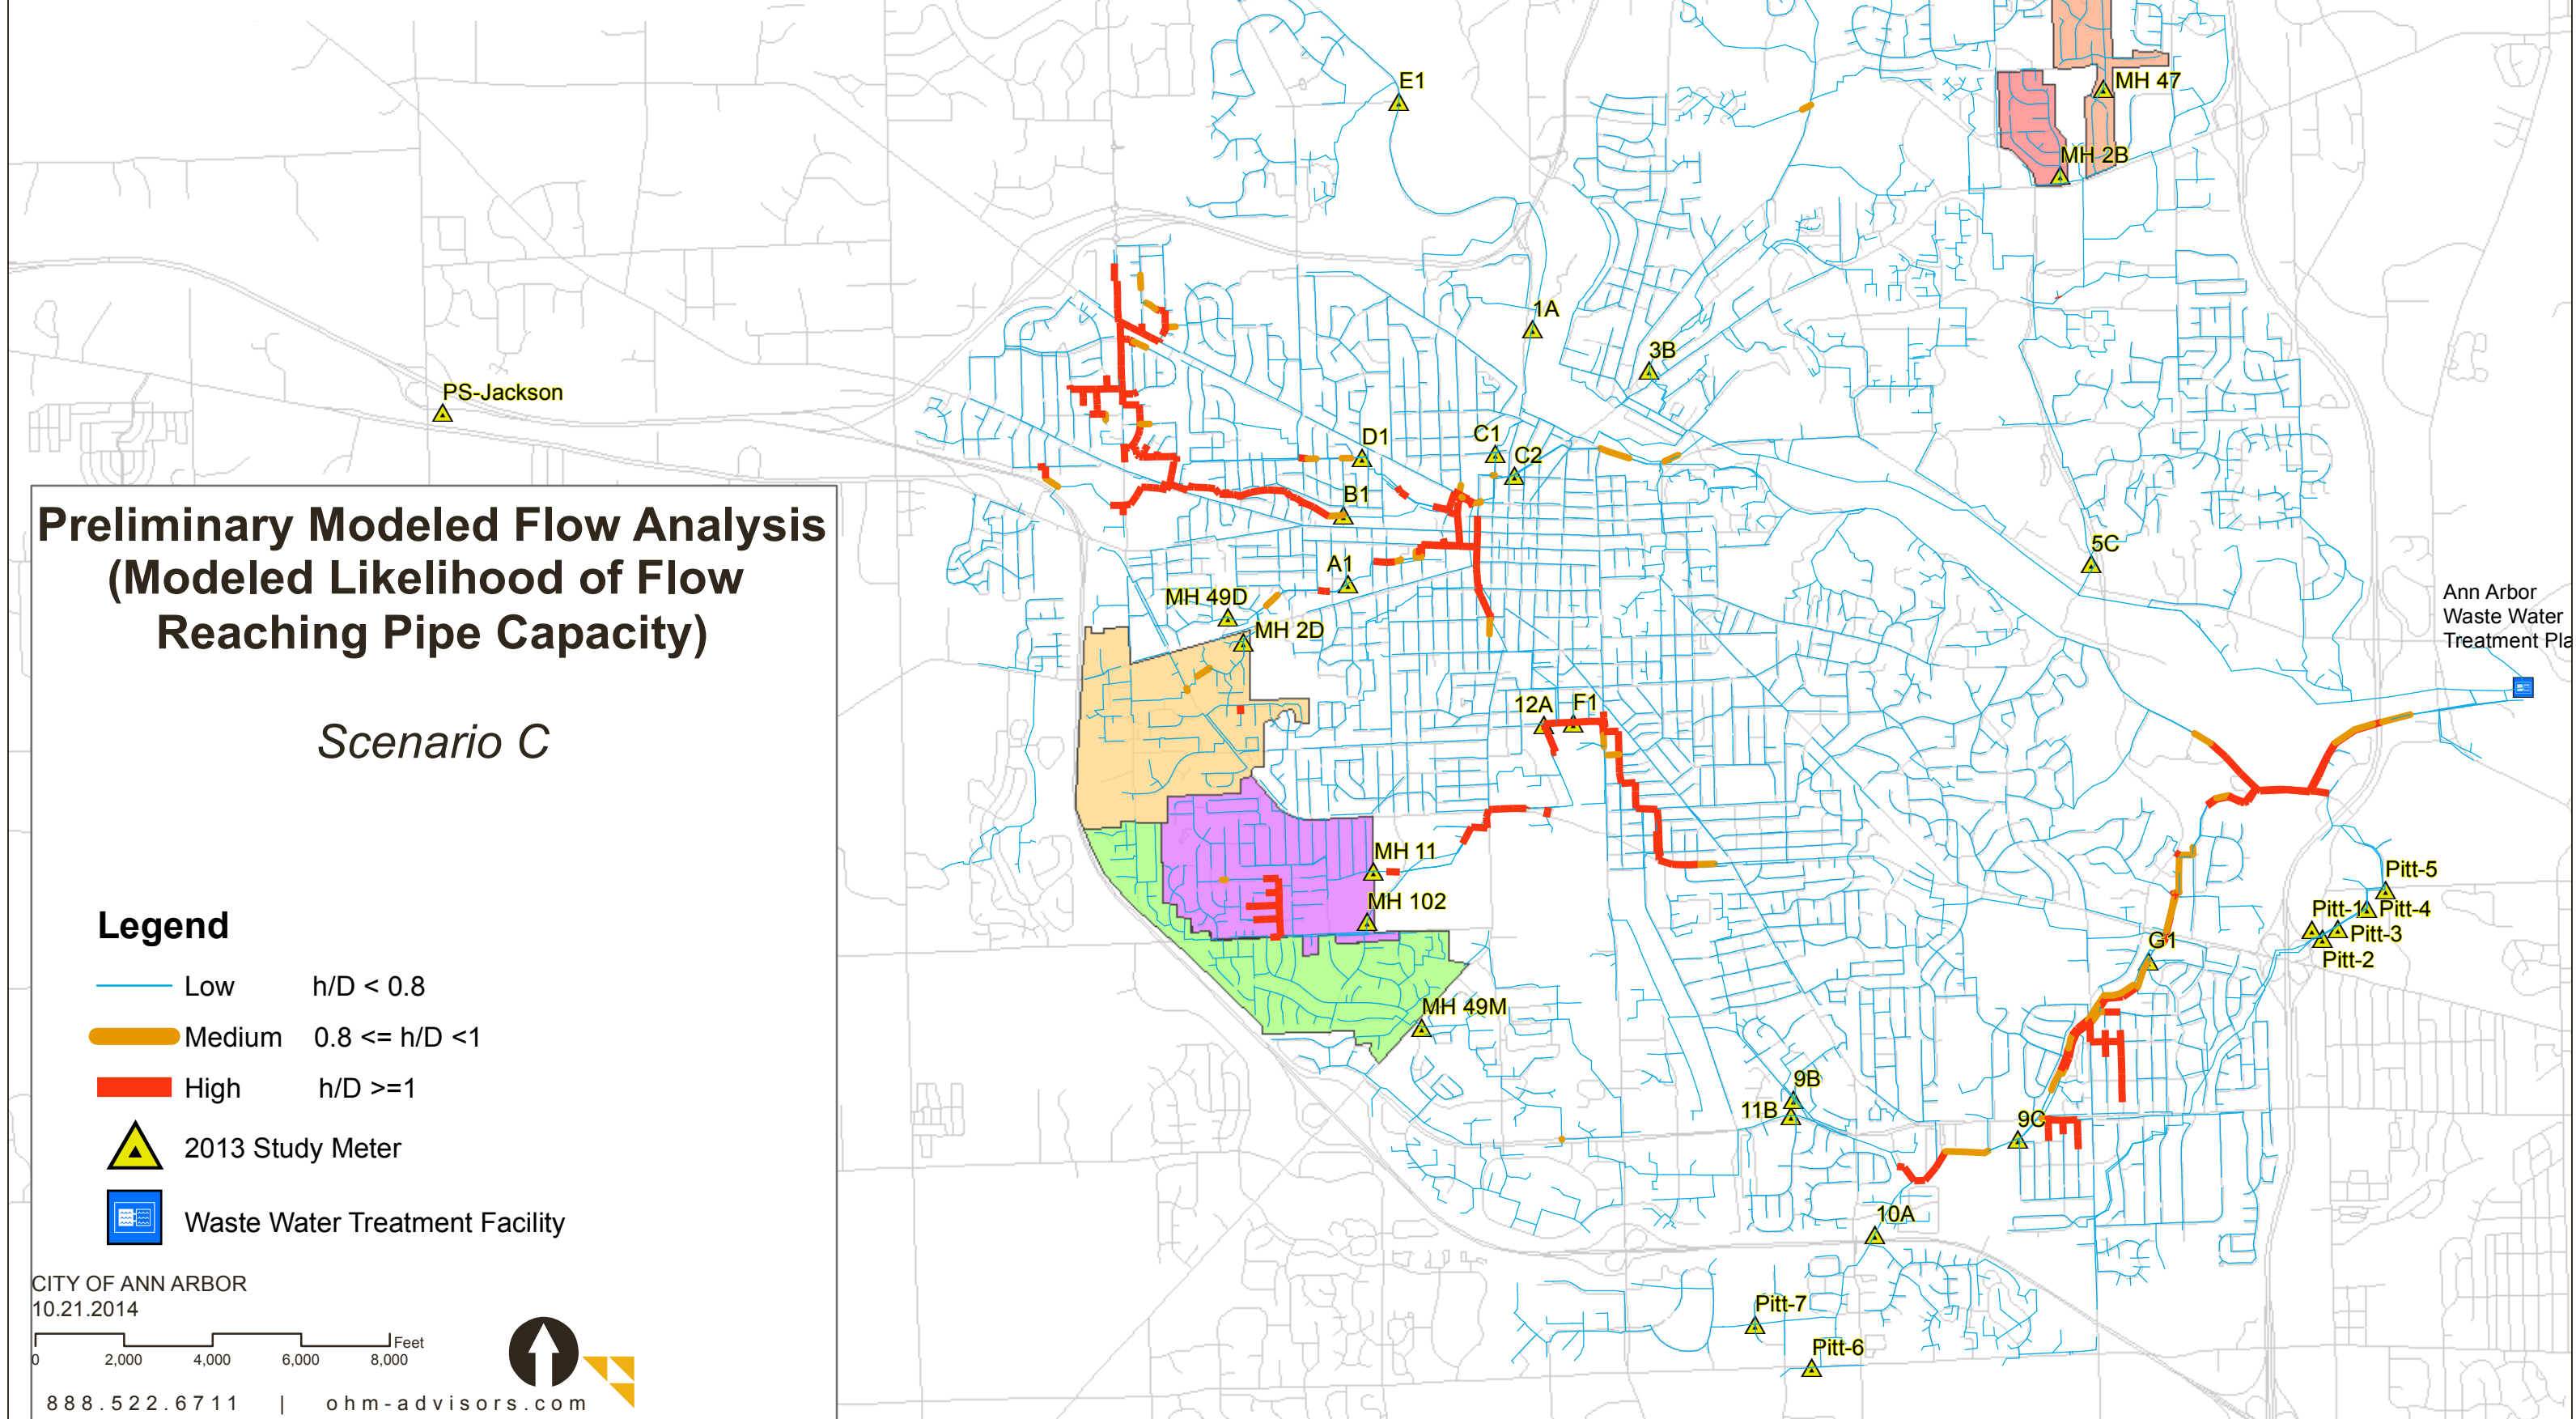 E1
MH 47
MH 2B
1A
3B
PS-Jackson
D1
C1
C2
B1
5C
A1
MH 49D
MH 2D
Ann Arbor
Waste Water
Treatment Pla
12A
F1
MH 11
MH 102
Pitt-5
Pitt-1
Pitt-4
Pitt-3
G1
Pitt-2
MH 49M
9B
11B
9C
10A
Pitt-7
Pitt-6
Preliminary Modeled Flow Analysis
(Modeled Likelihood of Flow
Reaching Pipe Capacity)
Scenario C
Legend
Low h/D < 0.8
Medium 0.8 <= h/D <1
High h/D >=1
2013 Study Meter
Waste Water Treatment Facility
CITY OF ANN ARBOR
10.21.2014
Feet
0 2,000 4,000 6,000 8,000
888.522.6711 | ohm-advisors.com